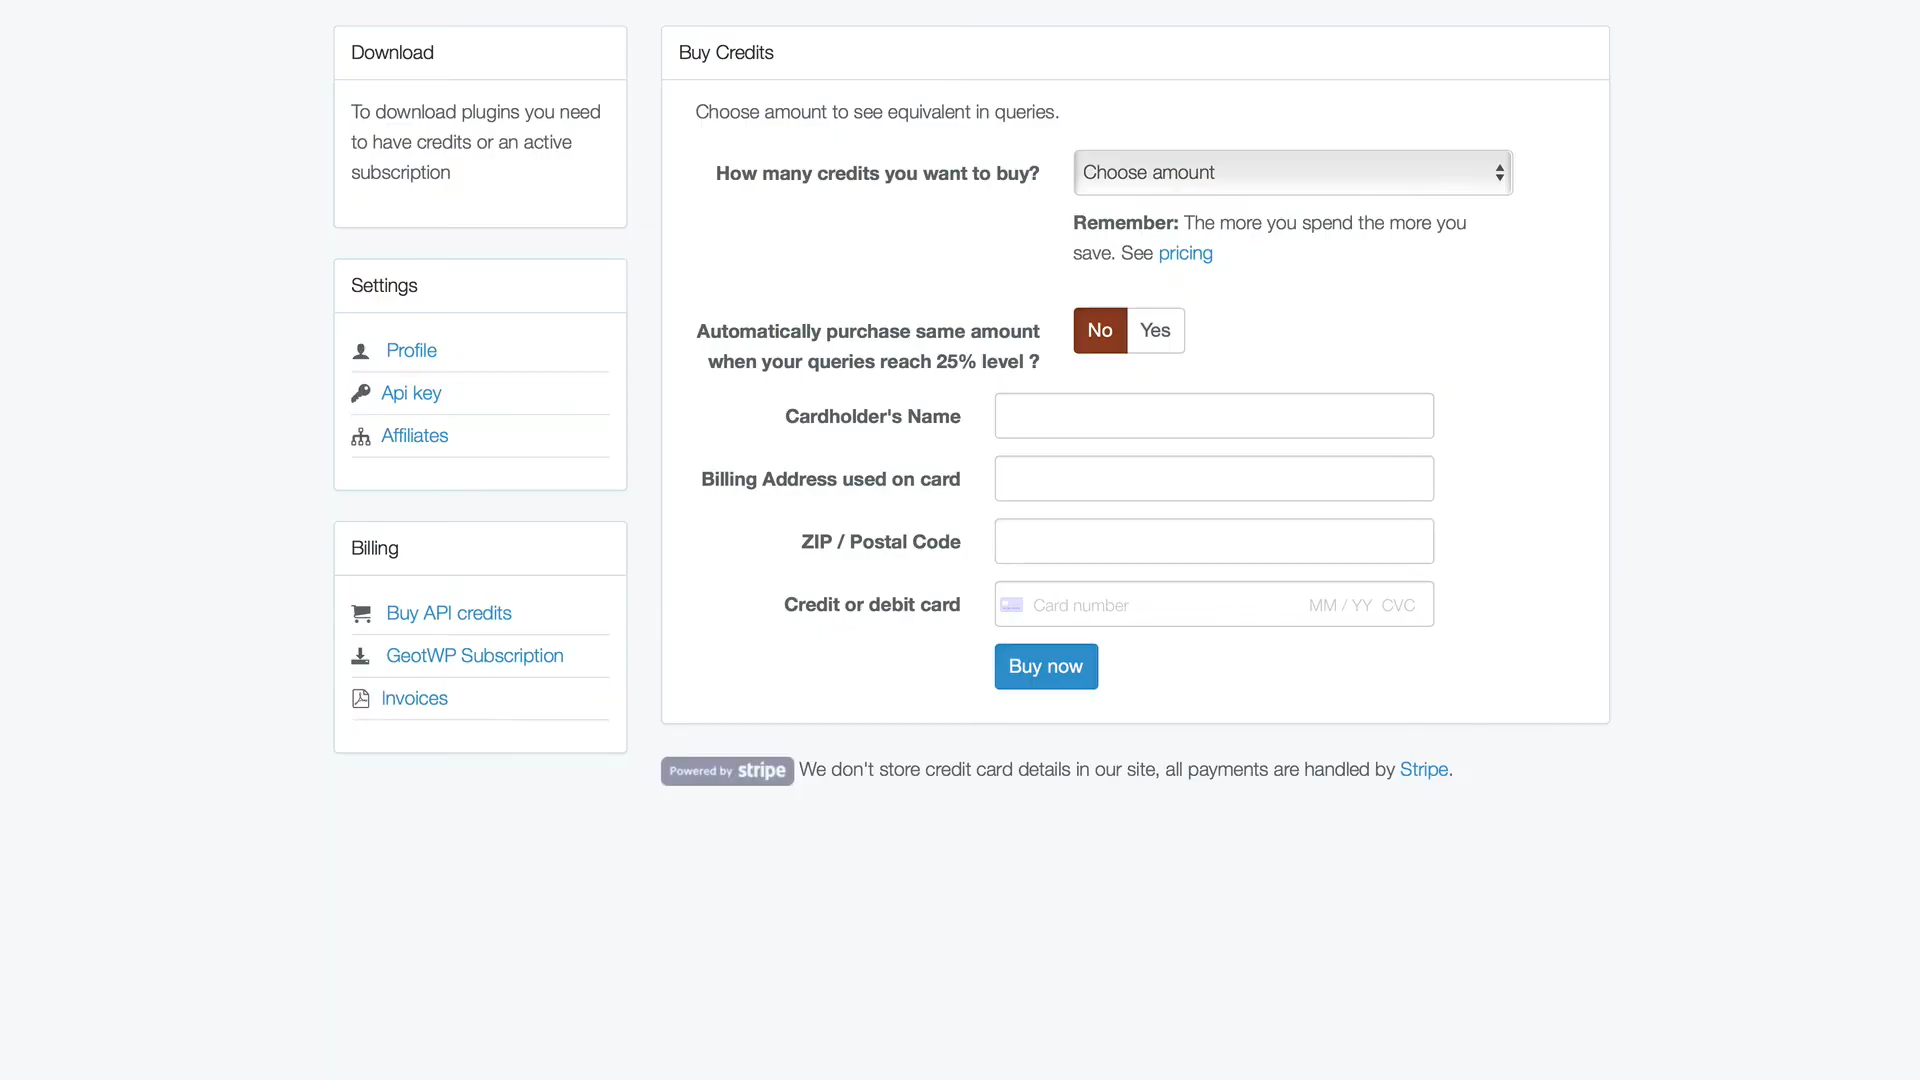 Download
To download plugins you need
to have credits or an active
subscription
Settings
Profile
Api key
Affiliates
Billing
Buy API credits
GeotWP Subscription
Invoices
Buy Credits
Choose amount to see equivalent in queries.
How many credits you want to buy?
Choose amount
Remember: The more you spend the more you
save. See pricing
Automatically purchase same amount
when your queries reach 25% level ?
No Yes
Cardholder's Name
Billing Address used on card
ZIP / Postal Code
Credit or debit card
Card number MM / YY CVC
Buy now
Powered by stripe We don't store credit card details in our site, all payments are handled by Stripe.